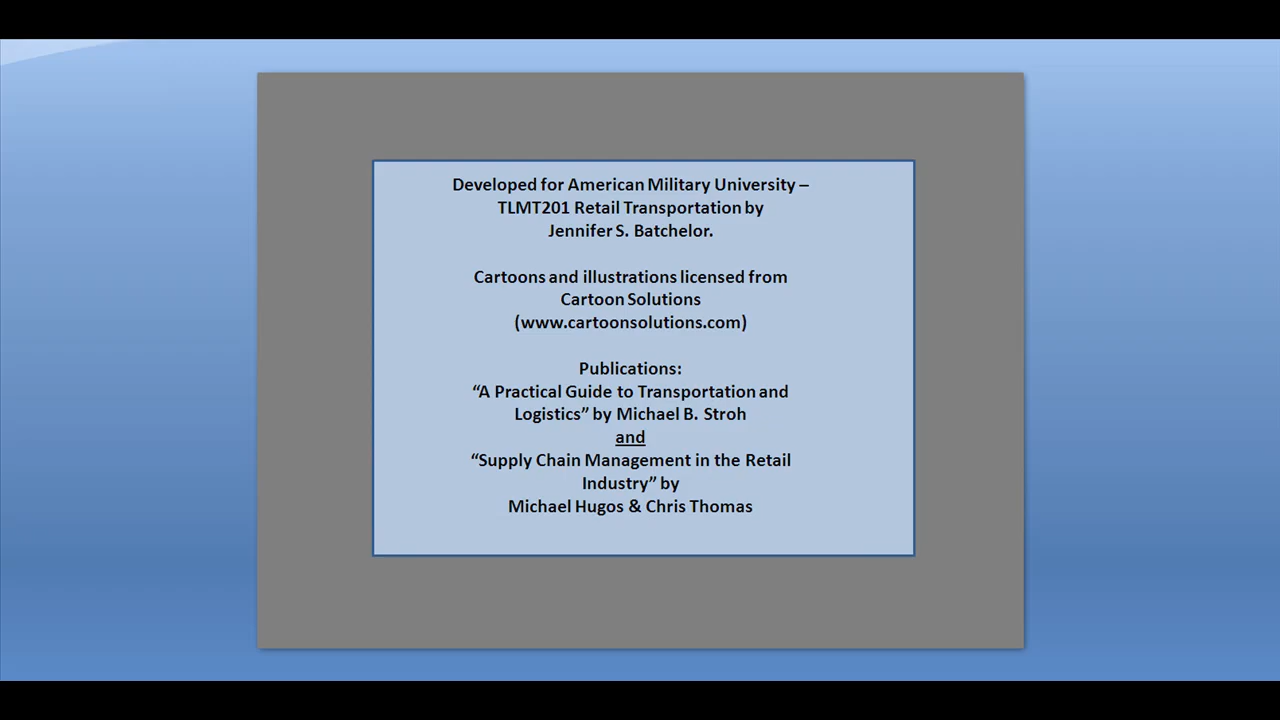 Developed for American Military University –
TLMT201 Retail Transportation by
Jennifer S. Batchelor.
Cartoons and illustrations licensed from
Cartoon Solutions
(www.cartoonsolutions.com)
Publications:
“A Practical Guide to Transportation and
Logistics” by Michael B. Stroh
and
“Supply Chain Management in the Retail
Industry” by
Michael Hugos & Chris Thomas